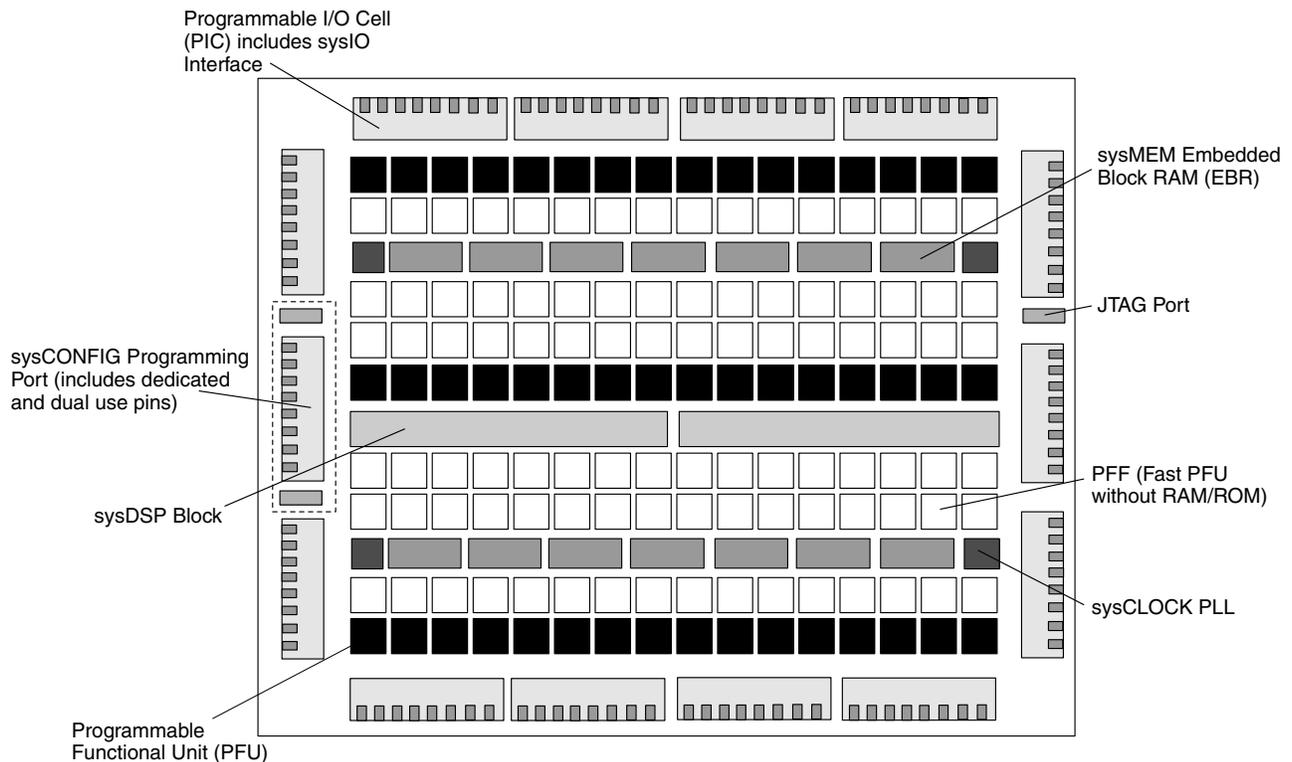 Programmable I/O Cell
(PIC) includes sysIO
Interface
sysMEM Embedded
Block RAM (EBR)
JTAG Port
sysCONFIG Programming
Port (includes dedicated
and dual use pins)
PFF (Fast PFU
without RAM/ROM)
sysDSP Block
sysCLOCK PLL
Programmable
Functional Unit (PFU)